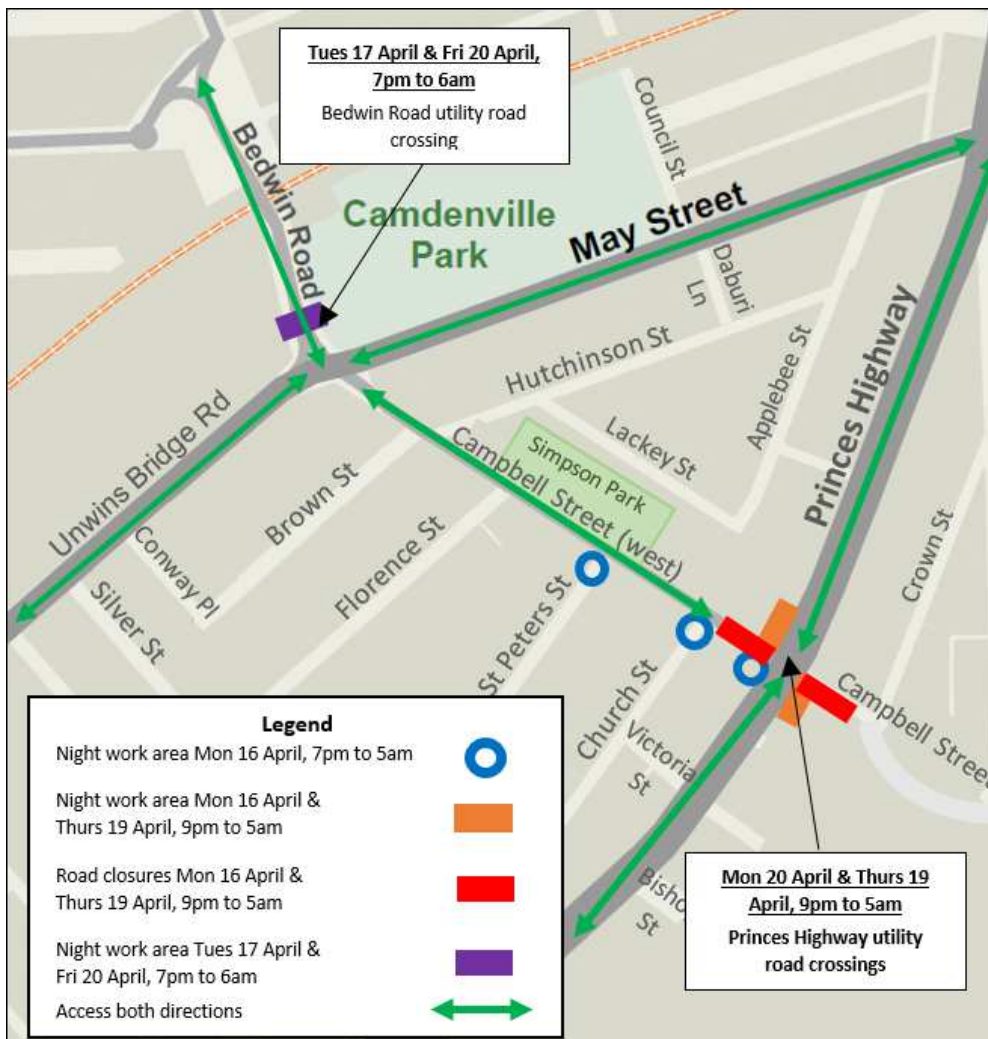 Tues 17 April & Fri 20 April,
7pm to 6am
Bedwin Road utility road
crossing
Bedwin Road
Council St
Camdenville
Park
May Street
Daburi
Ln
Hutchinson St
Applebee St
Princes Highway
Unwins Bridge Rd
Lackey St
Simpson Park
Campbell Street (west)
Brown St
Conway Pl
Silver St
Florence St
St Peters St
Church St
Victoria
St
Crown St
Campbell Street
Bisho
St
Legend
Night work area Mon 16 April, 7pm to 5am
Night work area Mon 16 April &
Thurs 19 April, 9pm to 5am
Road closures Mon 16 April &
Thurs 19 April, 9pm to 5am
Night work area Tues 17 April &
Fri 20 April, 7pm to 6am
Access both directions
Mon 20 April & Thurs 19
April, 9pm to 5am
Princes Highway utility
road crossings